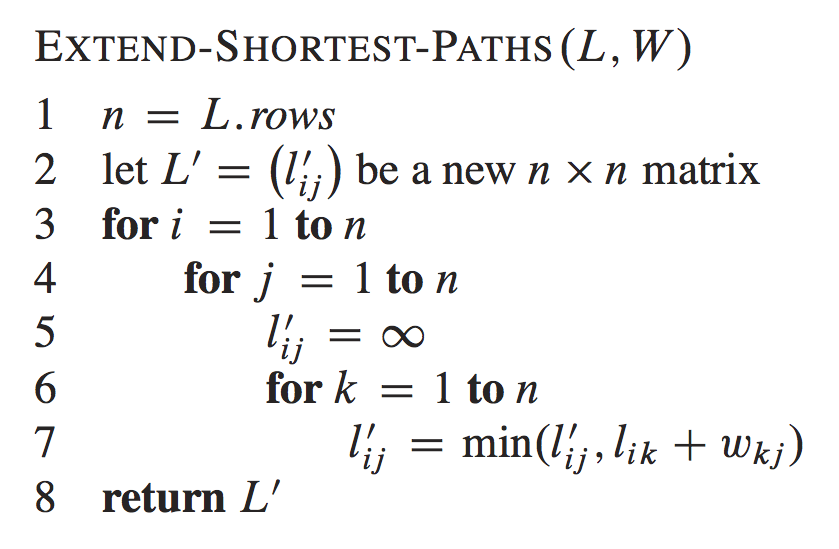 EXTEND-SHORTEST-PATHS(L, W)
1 n = L.rows
2 let L′ = (l′ij) be a new n × n matrix
3 for i = 1 to n
4 for j = 1 to n
5 l′ij = ∞
6 for k = 1 to n
7 l′ij = min(l′ij, lik + wkj)
8 return L′